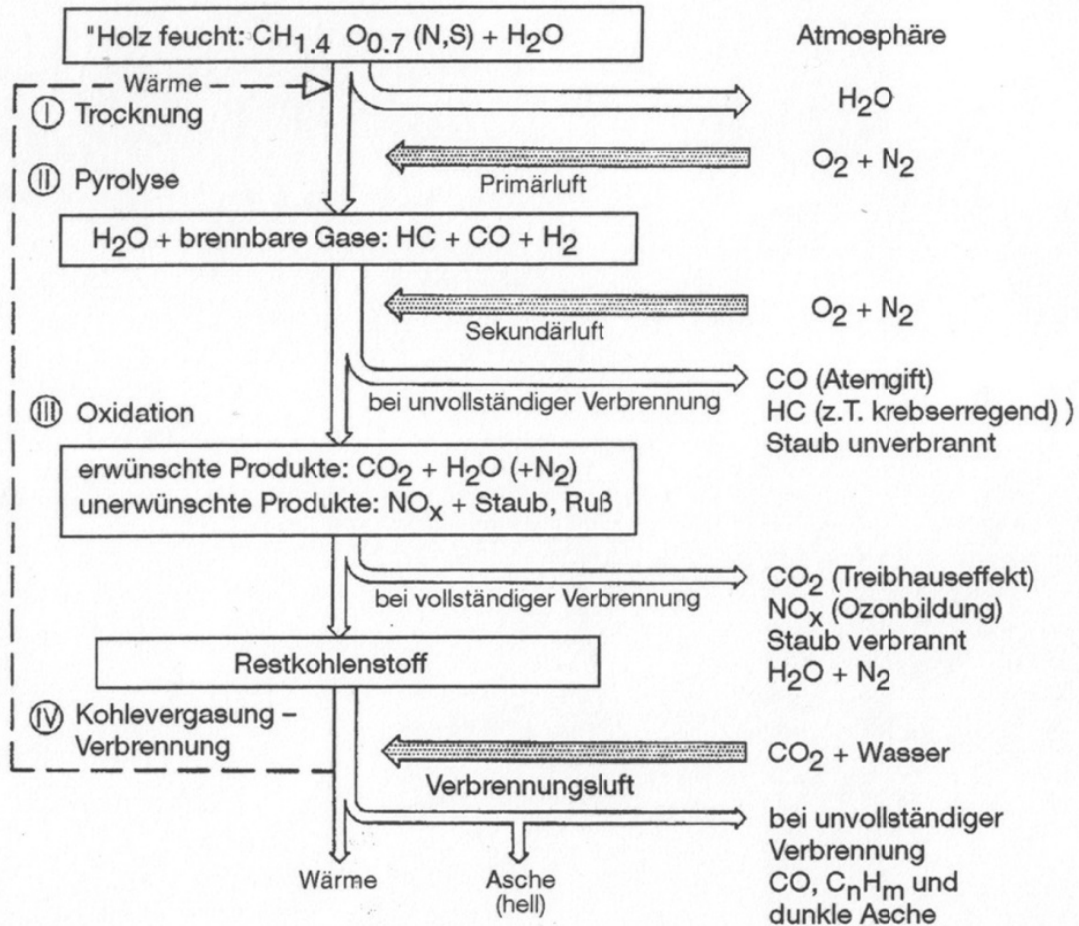 "Holz feucht: CH1.4 O0.7 (N,S) + H2O
Atmosphäre
Wärme
H2O
I Trocknung
O2 + N2
Primärluft
II Pyrolyse
H2O + brennbare Gase: HC + CO + H2
O2 + N2
Sekundärluft
bei unvollständiger Verbrennung
CO (Atemgift)
HC (z.T. krebserregend) )
Staub unverbrannt
III Oxidation
erwünschte Produkte: CO2 + H2O (+N2)
unerwünschte Produkte: NOx + Staub, Ruß
bei vollständiger Verbrennung
CO2 (Treibhauseffekt)
NOx (Ozonbildung)
Staub verbrannt
H2O + N2
Restkohlenstoff
IV Kohlevergasung –
Verbrennung
CO2 + Wasser
Verbrennungsluft
Wärme
Asche
(hell)
bei unvollständiger
Verbrennung
CO, CnHm und
dunkle Asche